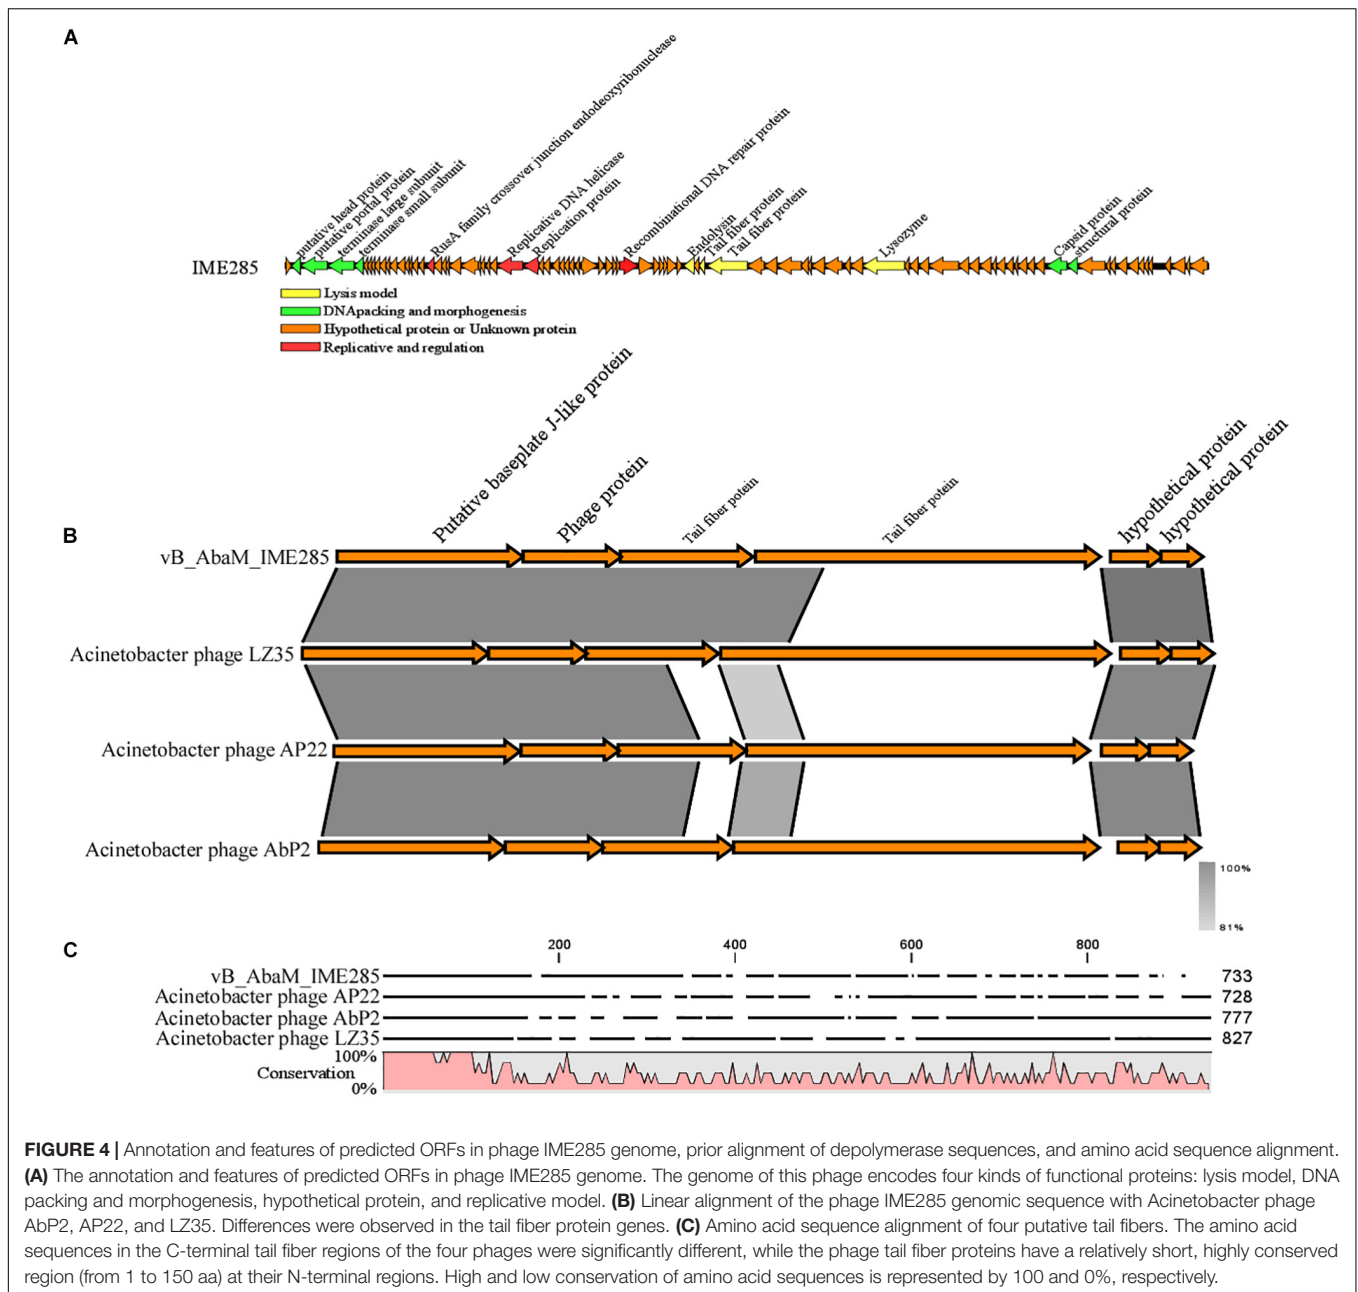 A
putative head protein
putative portal protein
terminase large subunit
terminase small subunit
RusA family crossover junction endodeoxyribonuclease
Replicative DNA helicase
Replication protein
Recombinational DNA repair protein
Endolysin
Tail fiber protein
Tail fiber protein
Lysozyme
Capsid protein
structural protein
IME285
Lysis model
DNApacking and morphogenesis
Hypothetical protein or Unknown protein
Replicative and regulation
B
Putative baseplate J-like protein
Phage protein
Tail fiber potein
Tail fiber potein
hypothetical protein
hypothetical protein
vB_AbaM_IME285
Acinetobacter phage LZ35
Acinetobacter phage AP22
Acinetobacter phage AbP2
100%
81%
C
200 400 600 800
vB_AbaM_IME285 733
Acinetobacter phage AP22 728
Acinetobacter phage AbP2 777
Acinetobacter phage LZ35 827
100%
Conservation
0%
FIGURE 4 | Annotation and features of predicted ORFs in phage IME285 genome, prior alignment of depolymerase sequences, and amino acid sequence alignment.
(A) The annotation and features of predicted ORFs in phage IME285 genome. The genome of this phage encodes four kinds of functional proteins: lysis model, DNA
packing and morphogenesis, hypothetical protein, and replicative model. (B) Linear alignment of the phage IME285 genomic sequence with Acinetobacter phage
AbP2, AP22, and LZ35. Differences were observed in the tail fiber protein genes. (C) Amino acid sequence alignment of four putative tail fibers. The amino acid
sequences in the C-terminal tail fiber regions of the four phages were significantly different, while the phage tail fiber proteins have a relatively short, highly conserved
region (from 1 to 150 aa) at their N-terminal regions. High and low conservation of amino acid sequences is represented by 100 and 0%, respectively.